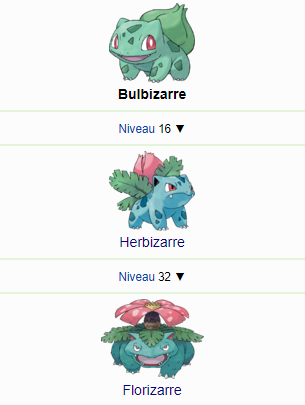 Bulbizarre
Niveau 16 ▼
Herbizarre
Niveau 32 ▼
Florizarre